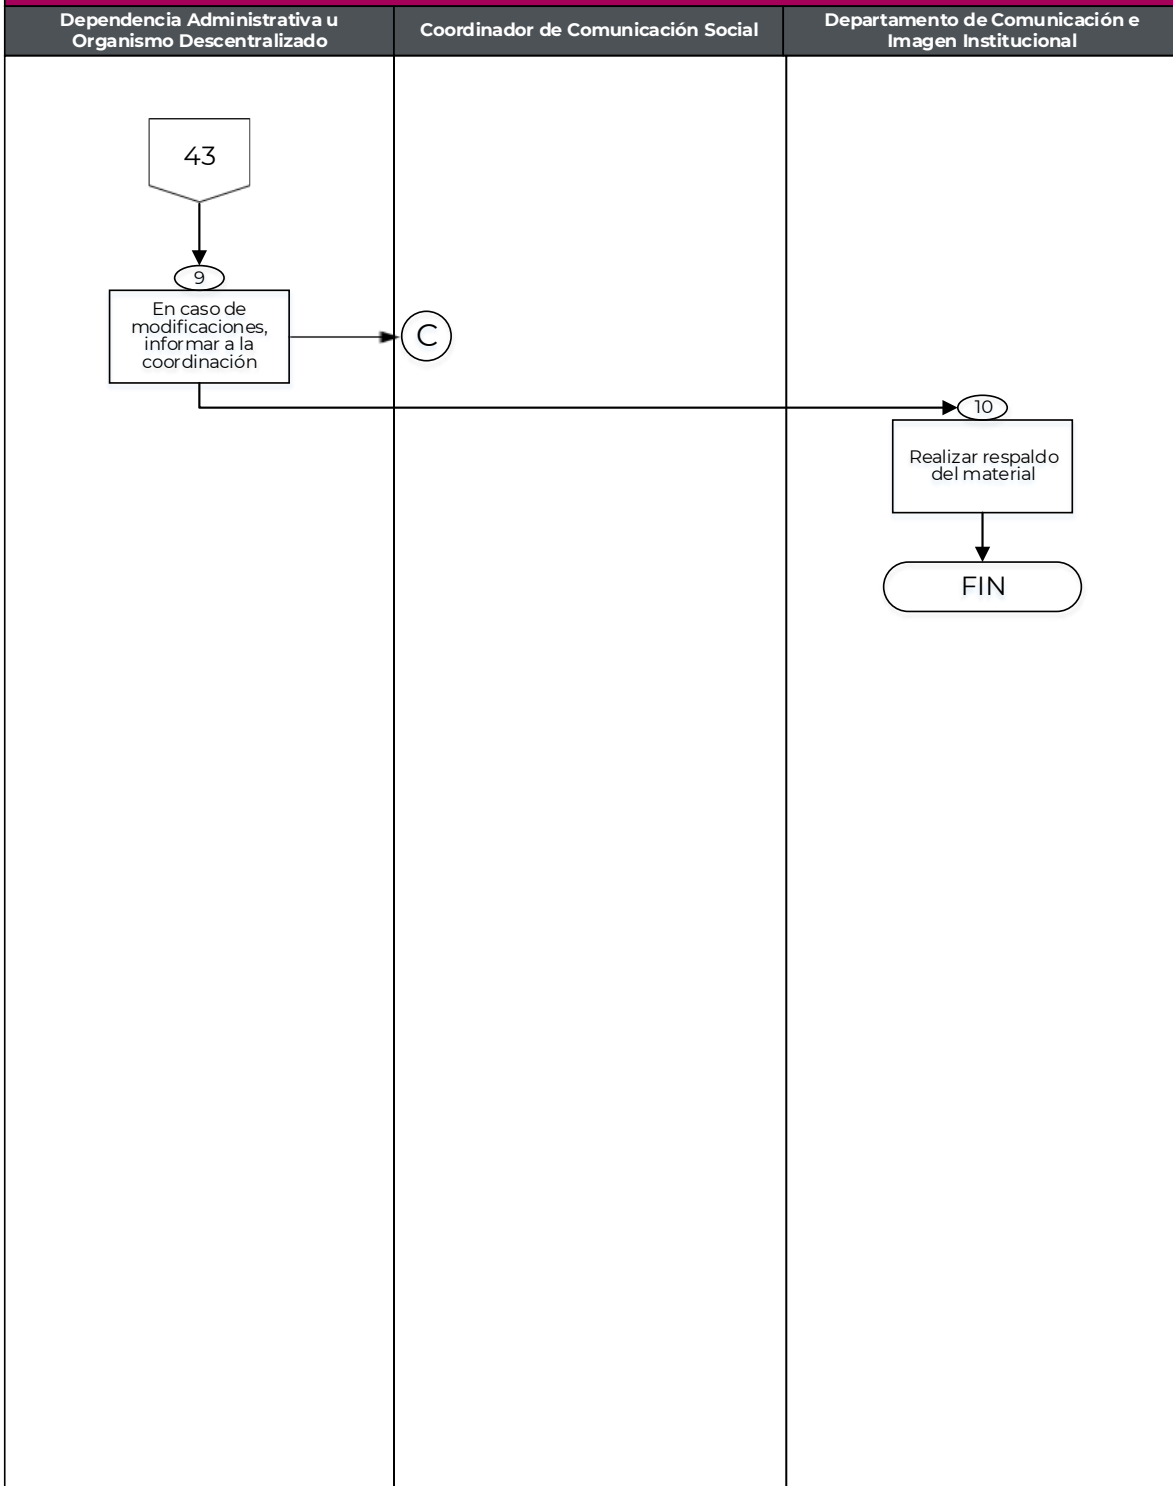 Dependencia Administrativa u
Organismo Descentralizado
Coordinador de Comunicación Social
Departamento de Comunicación e
Imagen Institucional
43
9
En caso de
modificaciones,
informar a la
coordinación
C
10
Realizar respaldo
del material
FIN